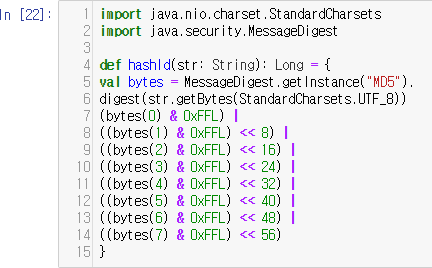 In [22]:
1 import java.nio.charset.StandardCharsets
2 import java.security.MessageDigest
3
4 def hashId(str: String): Long = {
5 val bytes = MessageDigest.getInstance("MD5").
6 digest(str.getBytes(StandardCharsets.UTF_8))
7 (bytes(0) & 0xFFL) |
8 ((bytes(1) & 0xFFL) << 8) |
9 ((bytes(2) & 0xFFL) << 16) |
10 ((bytes(3) & 0xFFL) << 24) |
11 ((bytes(4) & 0xFFL) << 32) |
12 ((bytes(5) & 0xFFL) << 40) |
13 ((bytes(6) & 0xFFL) << 48) |
14 ((bytes(7) & 0xFFL) << 56)
15 }